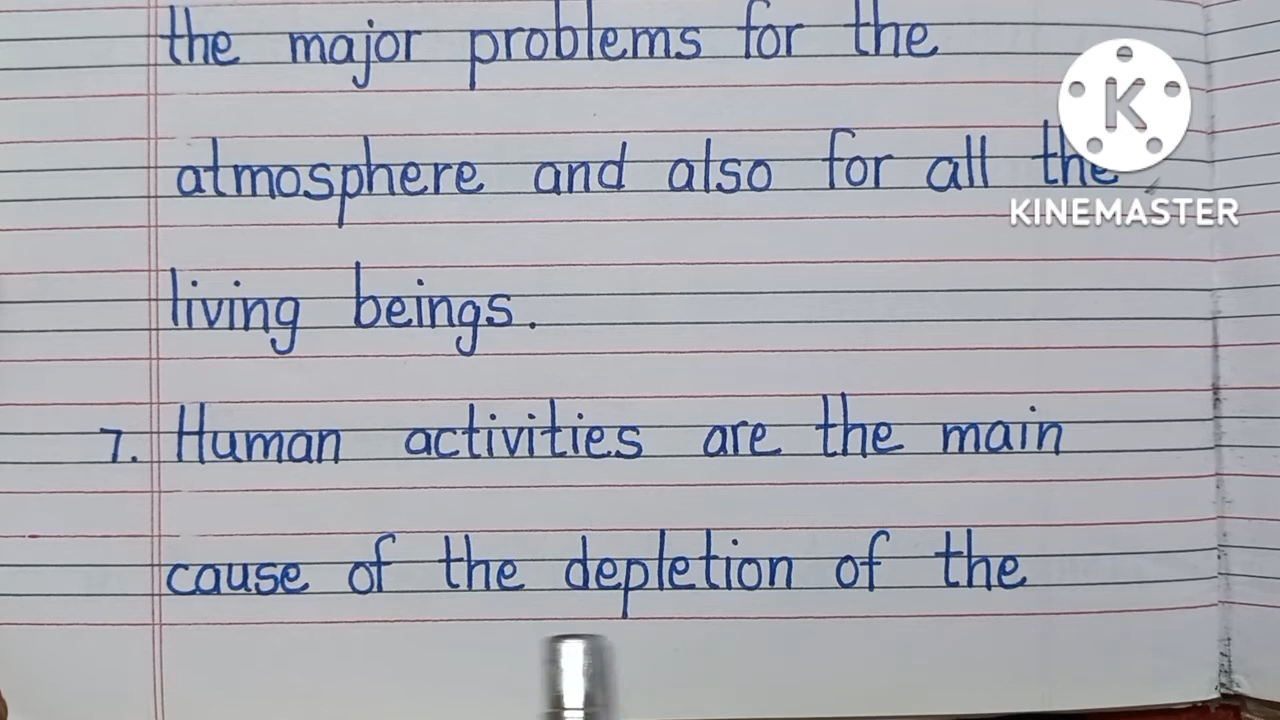 the major problems for the
atmosphere and also for all the
living beings.
7. Human activities are the main
cause of the depletion of the
K
KINEMASTER